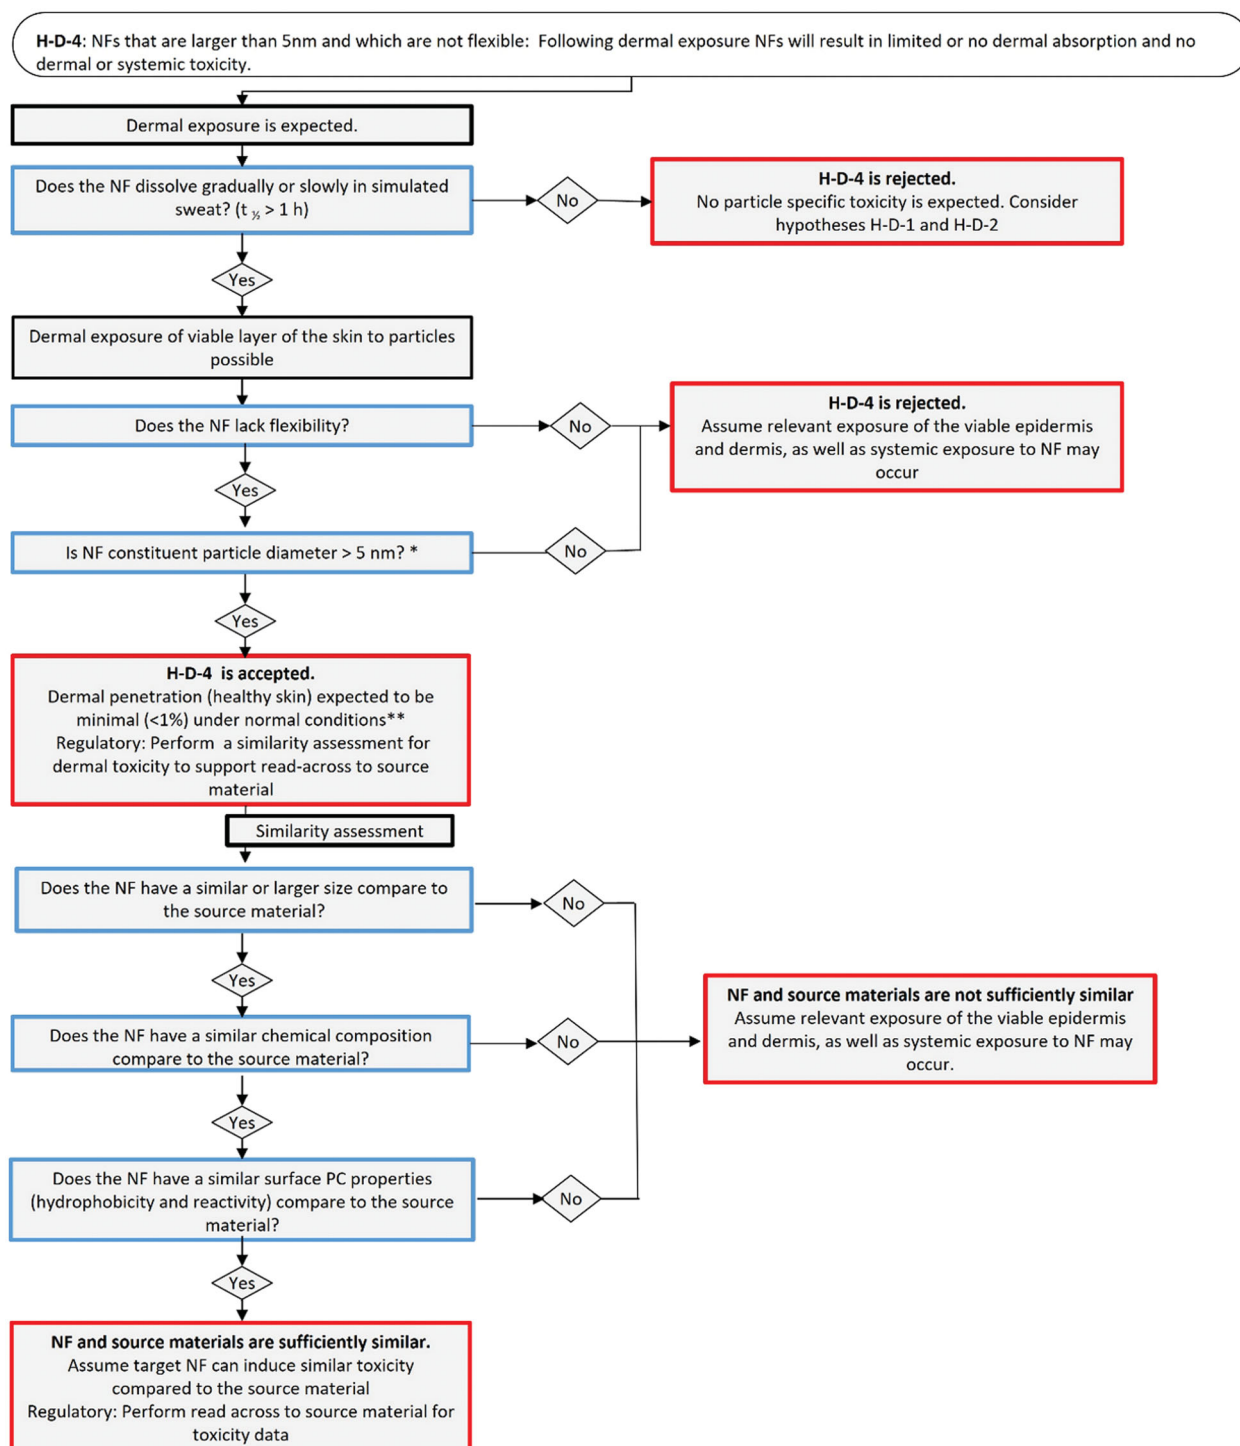 H-D-4: NFs that are larger than 5nm and which are not flexible: Following dermal exposure NFs will result in limited or no dermal absorption and no
dermal or systemic toxicity.
Dermal exposure is expected.
Does the NF dissolve gradually or slowly in simulated
sweat? (t ½ > 1 h)
No
H-D-4 is rejected.
No particle specific toxicity is expected. Consider
hypotheses H-D-1 and H-D-2
Yes
Dermal exposure of viable layer of the skin to particles
possible
Does the NF lack flexibility?
No
H-D-4 is rejected.
Assume relevant exposure of the viable epidermis
and dermis, as well as systemic exposure to NF may
occur
Yes
Is NF constituent particle diameter > 5 nm? *
No
Yes
H-D-4 is accepted.
Dermal penetration (healthy skin) expected to be
minimal (<1%) under normal conditions**
Regulatory: Perform a similarity assessment for
dermal toxicity to support read-across to source
material
Similarity assessment
Does the NF have a similar or larger size compare to
the source material?
No
Yes
NF and source materials are not sufficiently similar
Assume relevant exposure of the viable epidermis
and dermis, as well as systemic exposure to NF may
occur.
Does the NF have a similar chemical composition
compare to the source material?
No
Yes
Does the NF have a similar surface PC properties
(hydrophobicity and reactivity) compare to the source
material?
No
Yes
NF and source materials are sufficiently similar.
Assume target NF can induce similar toxicity
compared to the source material
Regulatory: Perform read across to source material for
toxicity data